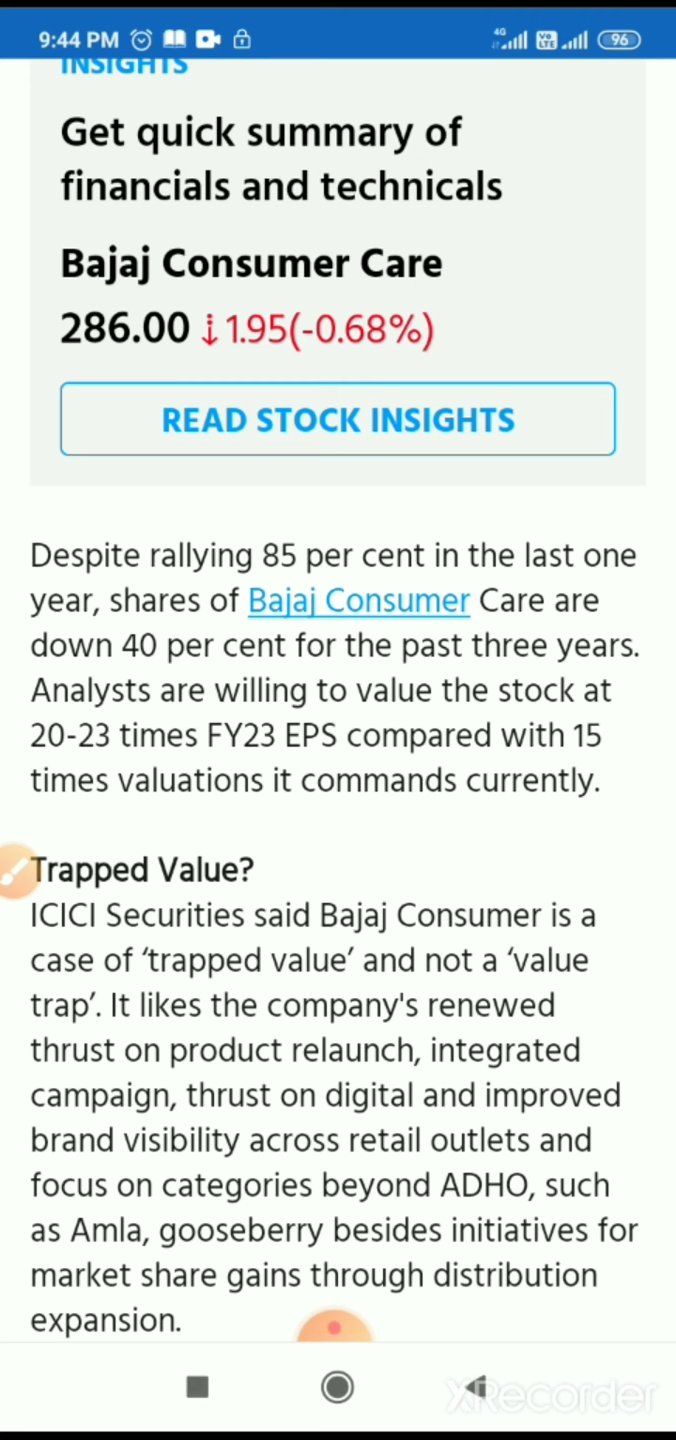 9:44 PM
4G
VO LTE
96
INSIGHTS
Get quick summary of
financials and technicals
Bajaj Consumer Care
286.00 ↓1.95(-0.68%)
READ STOCK INSIGHTS
Despite rallying 85 per cent in the last one
year, shares of Bajaj Consumer Care are
down 40 per cent for the past three years.
Analysts are willing to value the stock at
20-23 times FY23 EPS compared with 15
times valuations it commands currently.
Trapped Value?
ICICI Securities said Bajaj Consumer is a
case of ‘trapped value’ and not a ‘value
trap’. It likes the company's renewed
thrust on product relaunch, integrated
campaign, thrust on digital and improved
brand visibility across retail outlets and
focus on categories beyond ADHO, such
as Amla, gooseberry besides initiatives for
market share gains through distribution
expansion.
XRecorder